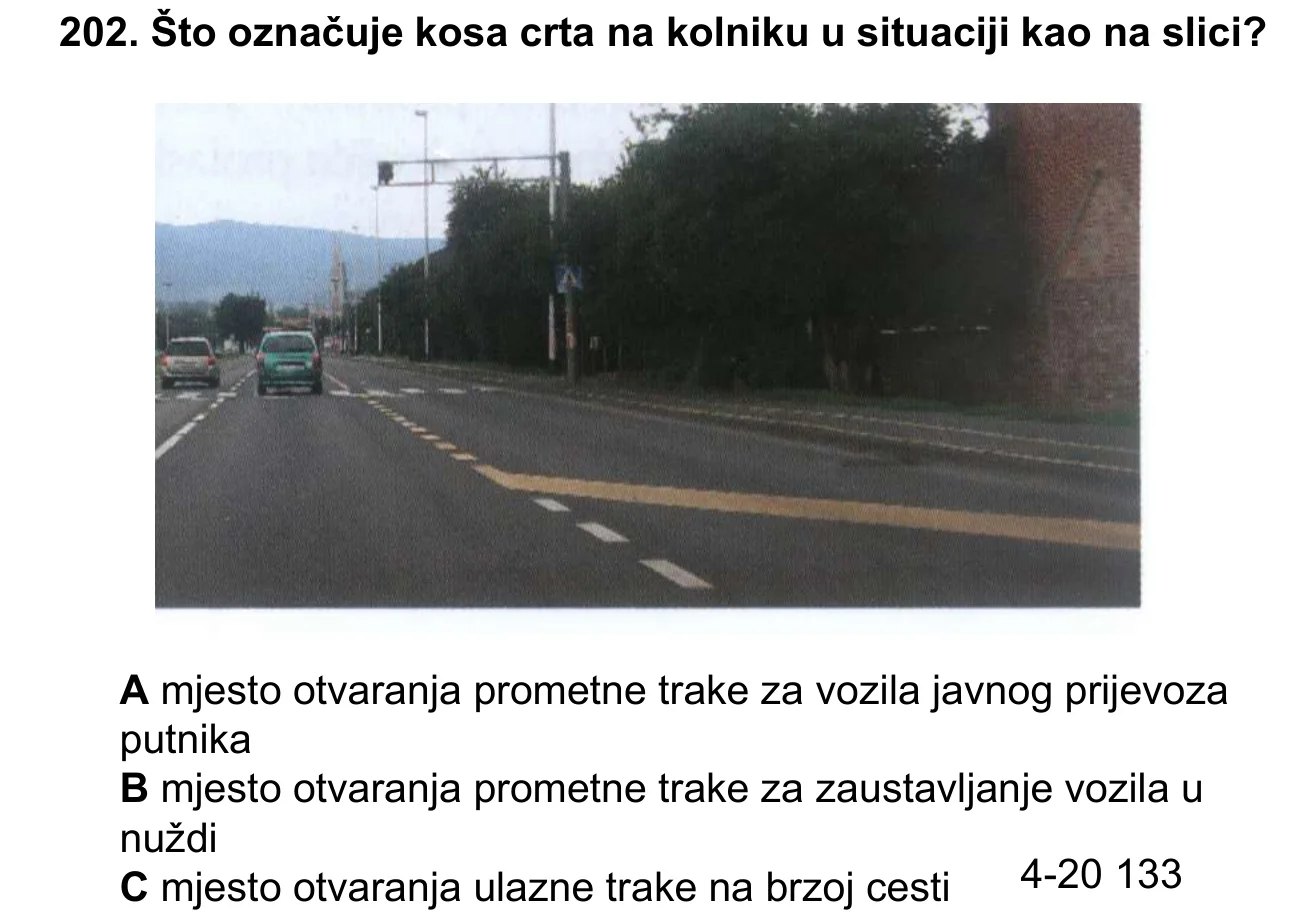 202. Što označuje kosa crta na kolniku u situaciji kao na slici?
A mjesto otvaranja prometne trake za vozila javnog prijevoza
putnika
B mjesto otvaranja prometne trake za zaustavljanje vozila u
nuždi
C mjesto otvaranja ulazne trake na brzoj cesti
4-20 133